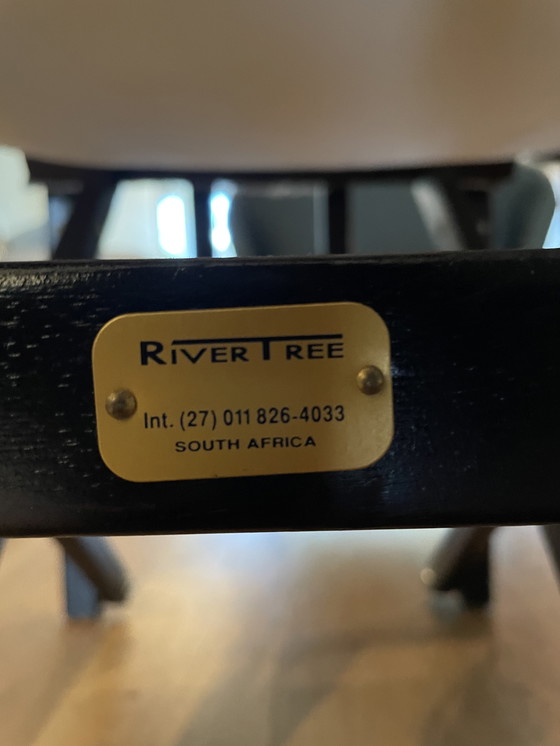 RIVERTREE
Int. (27) 011 826-4033
SOUTH AFRICA